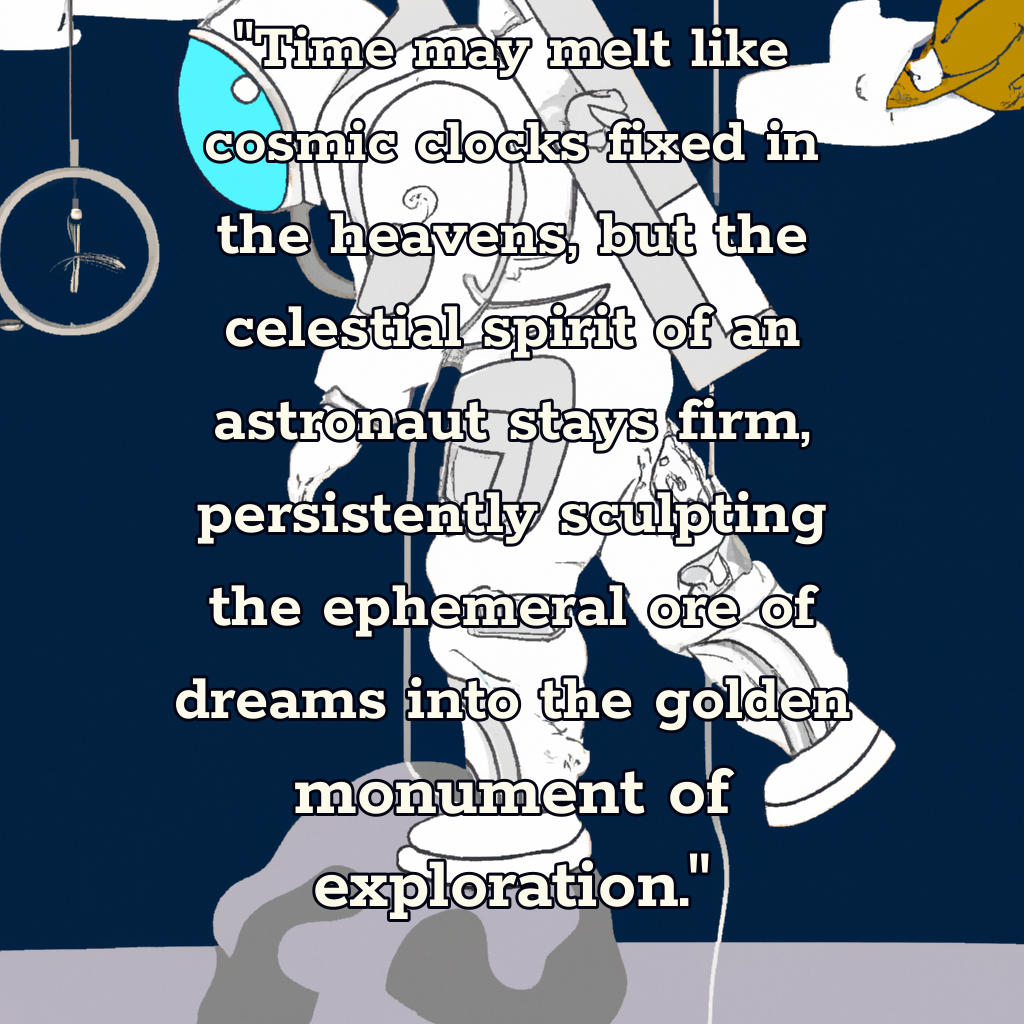 "Time may melt like
cosmic clocks fixed in
the heavens, but the
celestial spirit of an
astronaut stays firm,
persistently sculpting
the ephemeral ore of
dreams into the golden
monument of
exploration."